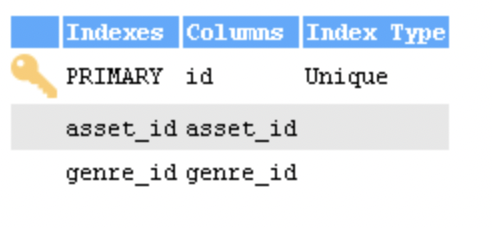 Indexes Columns Index Type
PRIMARY id Unique
asset_id asset_id
genre_id genre_id